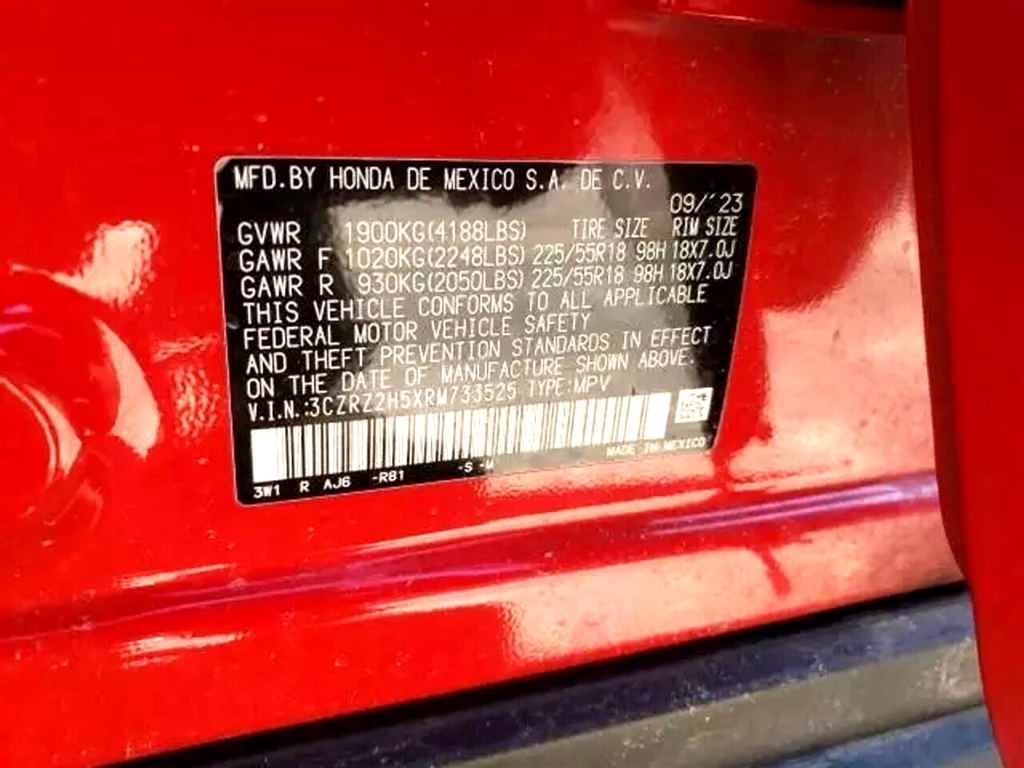 MFD.BY HONDA DE MEXICO S.A. DE C.V.
09/'23
GVWR 1900KG(4188LBS) TIRE SIZE RIM SIZE
GAWR F 1020KG(2248LBS) 225/55R18 98H 18X7.0J
GAWR R 930KG(2050LBS) 225/55R18 98H 18X7.0J
THIS VEHICLE CONFORMS TO ALL APPLICABLE
FEDERAL MOTOR VEHICLE SAFETY
AND THEFT PREVENTION STANDARDS IN EFFECT
ON THE DATE OF MANUFACTURE SHOWN ABOVE.
V.I.N.:3CZRZ2H5XRM733525 TYPE:MPV
MADE IN MEXICO
3W1 R AJ6 -R81 -S -M